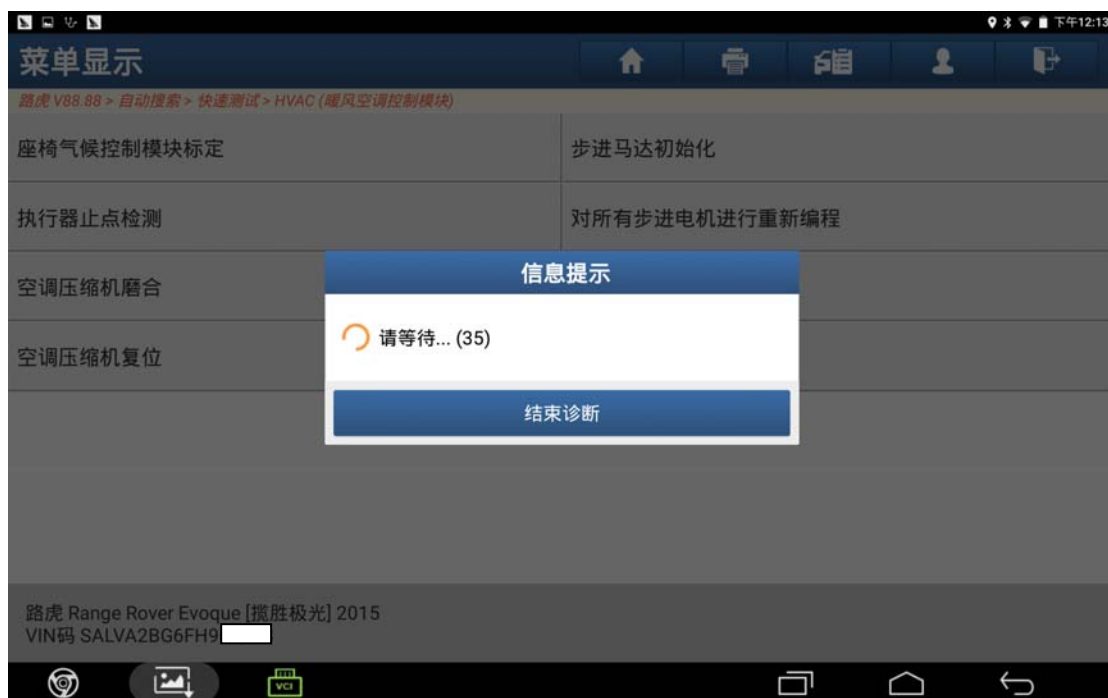 下午12:13
菜单显示
路虎 V88.88 > 自动搜索 > 快速测试 > HVAC (暖风空调控制模块)
座椅气候控制模块标定
步进马达初始化
执行器止点检测
对所有步进电机进行重新编程
空调压缩机磨合
信息提示
请等待... (35)
空调压缩机复位
结束诊断
路虎 Range Rover Evoque [揽胜极光] 2015
VIN码 SALVA2BG6FH9
VCI